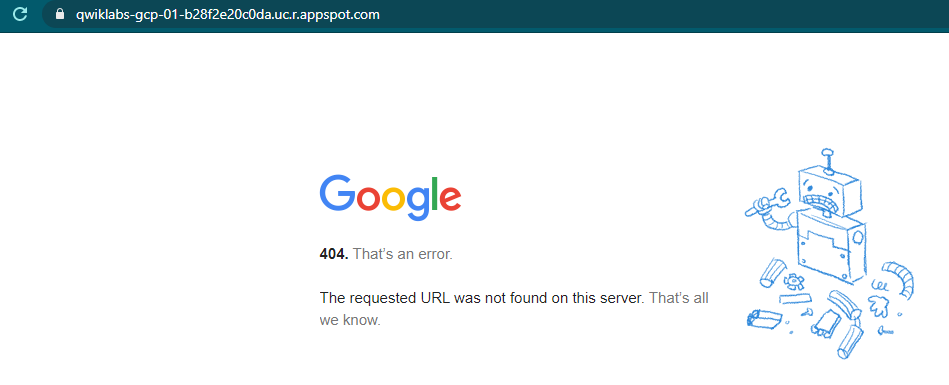 qwiklabs-gcp-01-b28f2e20c0da.uc.r.appspot.com
Google
404. That's an error.
The requested URL was not found on this server. That's all
we know.